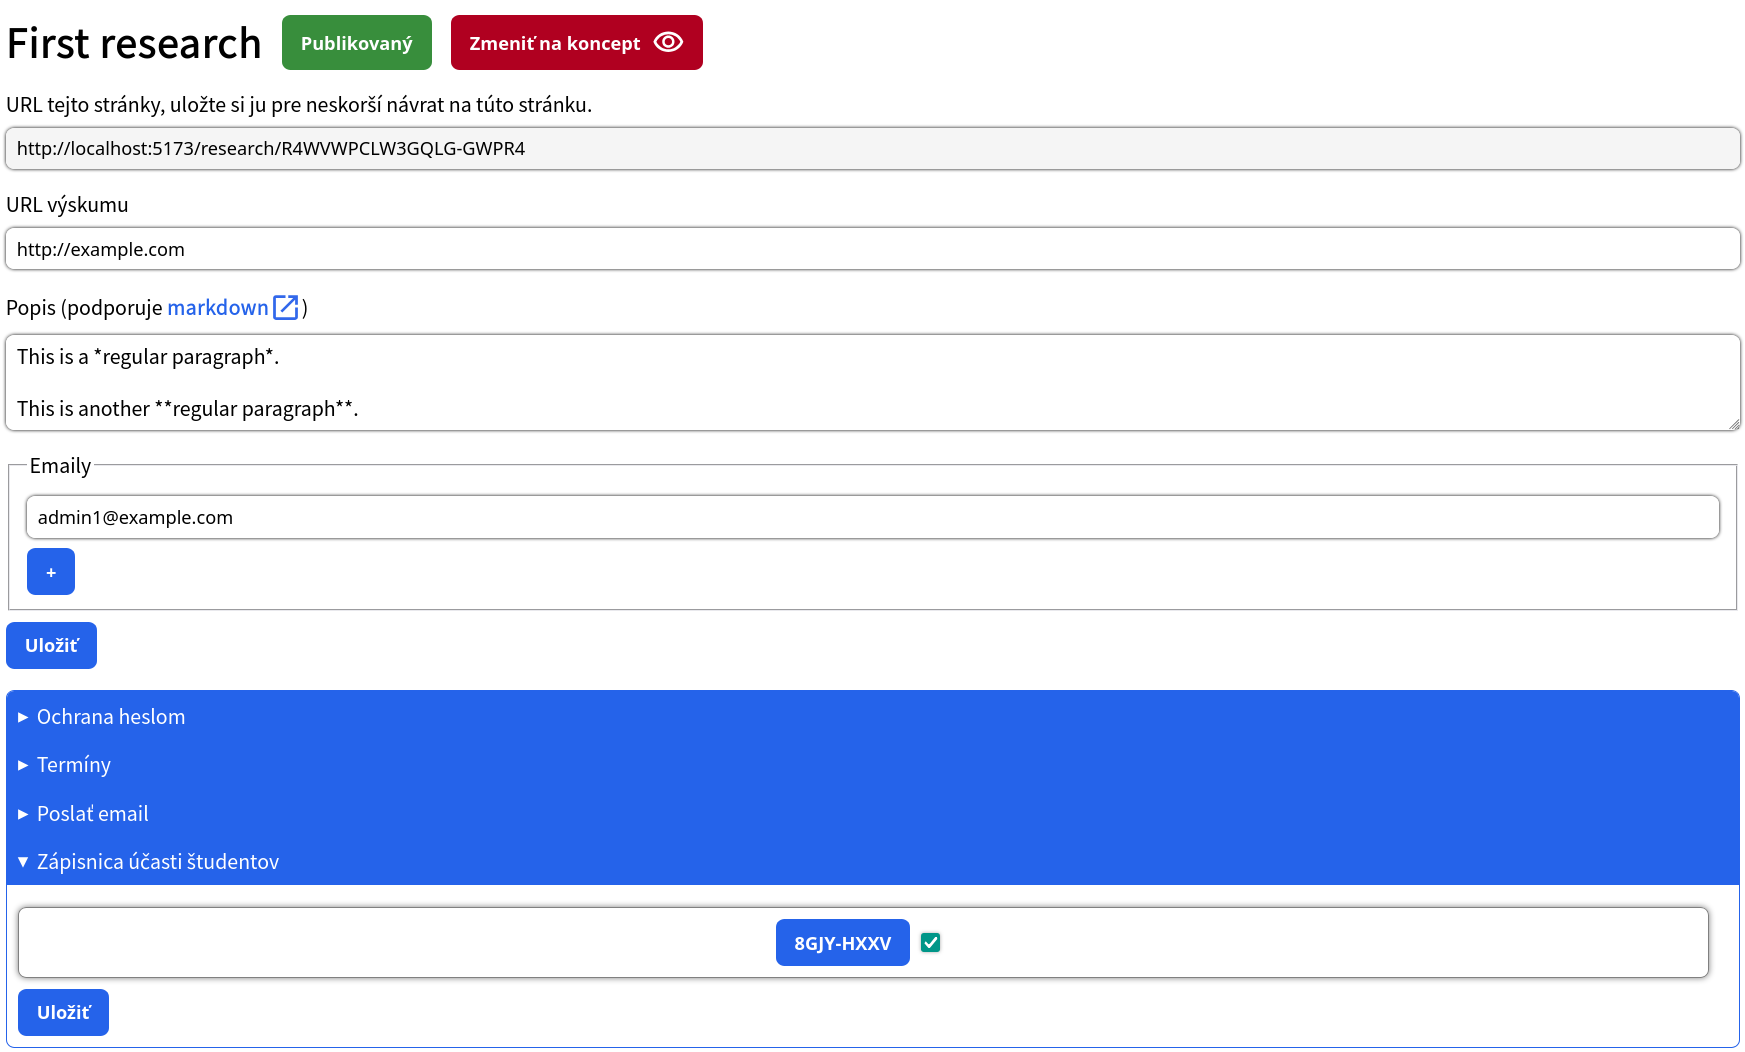 First research Publikovaný Zmeniť na koncept
URL tejto stránky, uložte si ju pre neskorší návrat na túto stránku.
http://localhost:5173/research/R4WVWPCLW3GQLG-GWPR4
URL výskumu
http://example.com
Popis (podporuje markdown )
This is a *regular paragraph*.
This is another **regular paragraph**.
Emaily
admin1@example.com
+
Uložiť
Ochrana heslom
Termíny
Poslať email
Zápisnica účasti študentov
8GJY-HXXV
Uložiť